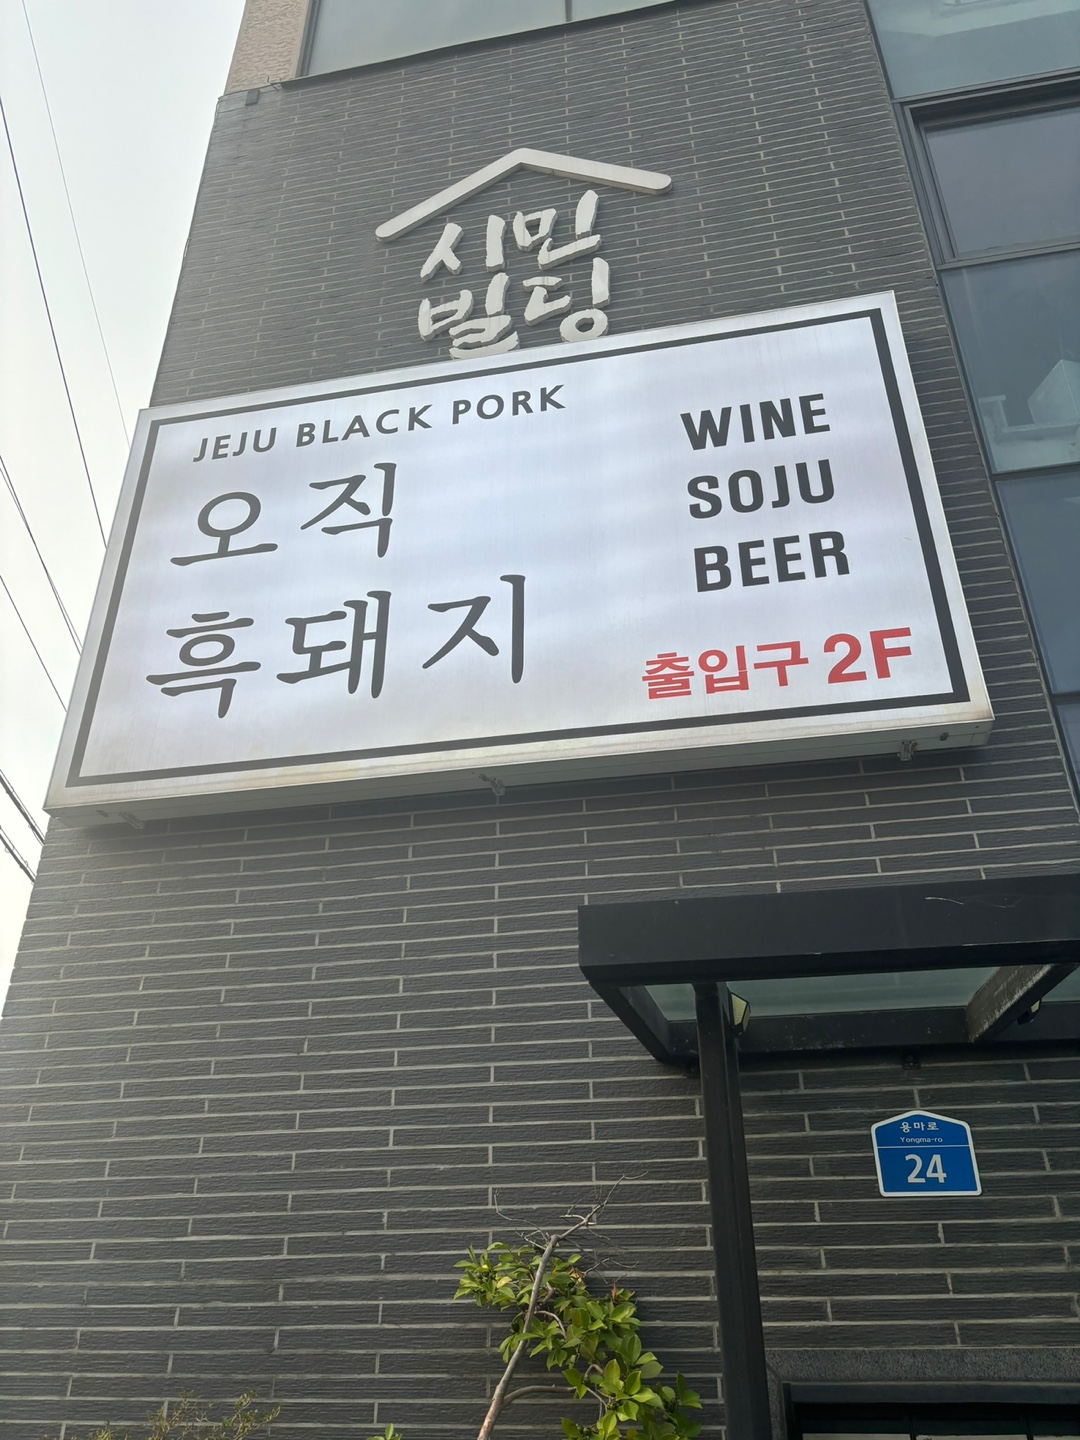 시민
빌딩
JEJU BLACK PORK
오직
흑돼지
WINE
SOJU
BEER
출입구 2F
용마로
Yongma-ro
24